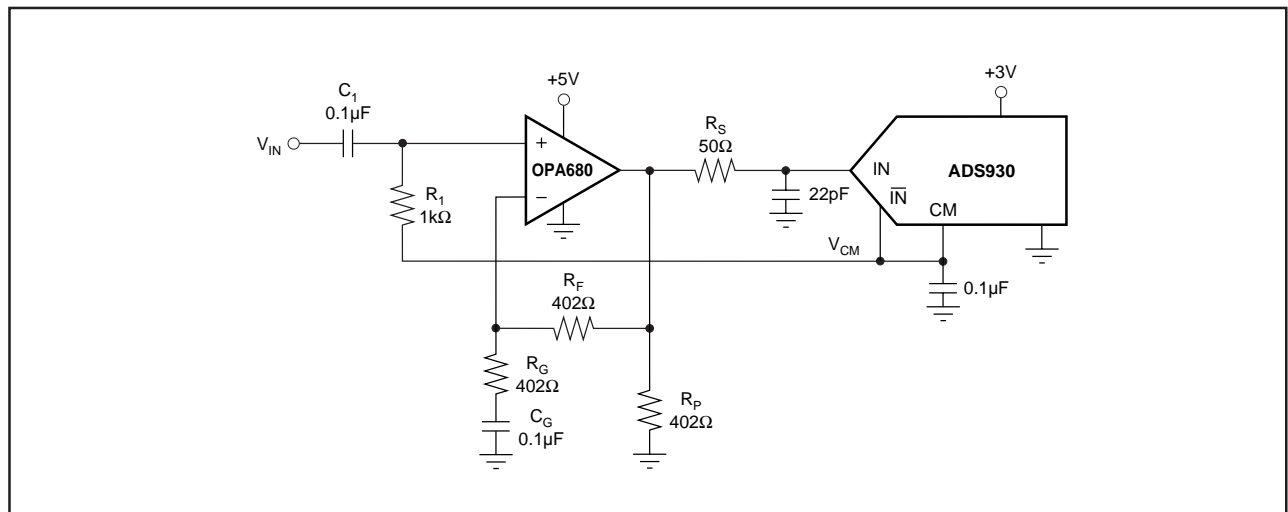 +5V
+3V
C1
0.1µF
VIN
+
OPA680
−
RS
50Ω
IN
IN
ADS930
CM
22pF
R1
1kΩ
VCM
0.1µF
RF
402Ω
RG
402Ω
CG
0.1µF
RP
402Ω